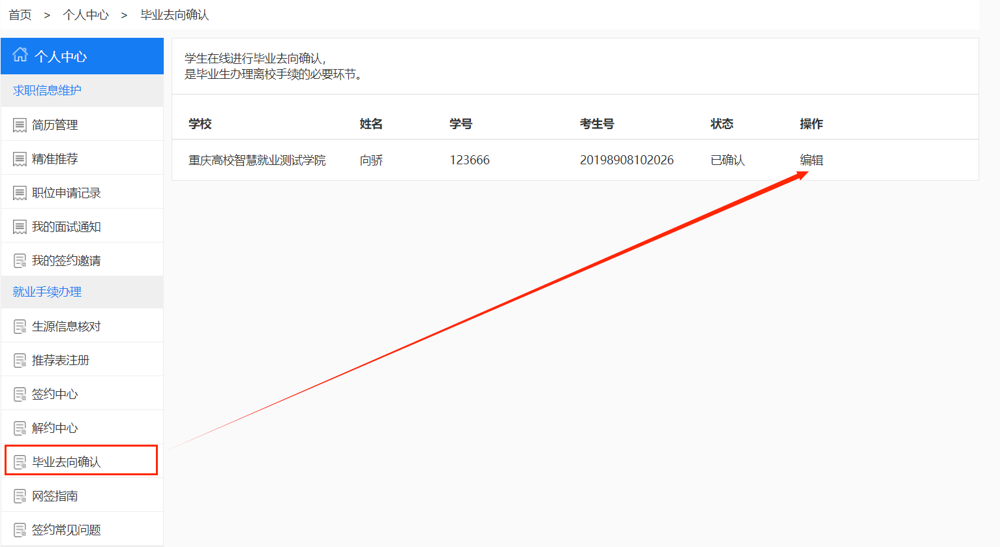 首页 > 个人中心 > 毕业去向确认
个人中心
求职信息维护
简历管理
精准推荐
职位申请记录
我的面试通知
我的签约邀请
就业手续办理
生源信息核对
推荐表注册
签约中心
解约中心
毕业去向确认
网签指南
签约常见问题
学生在线进行毕业去向确认，
是毕业生办理离校手续的必要环节。
学校 姓名 学号 考生号 状态 操作
重庆高校智慧就业测试学院 向骄 123666 20198908102026 已确认 编辑